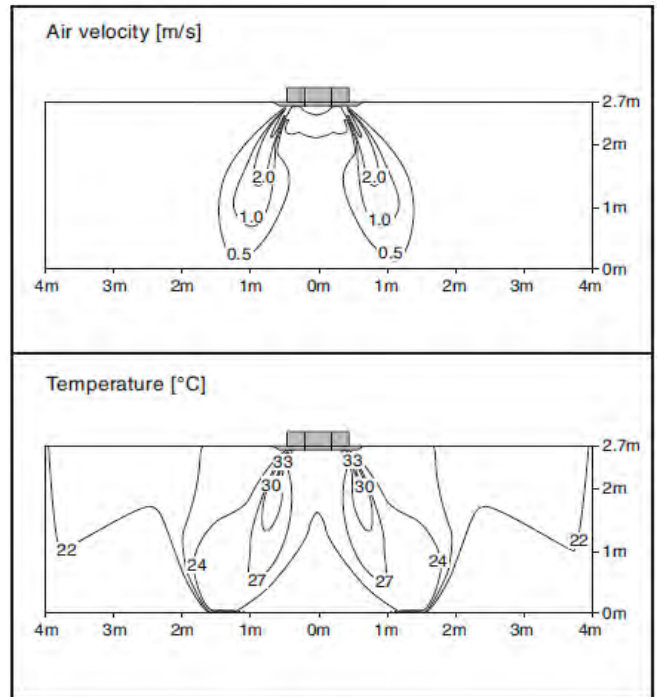 Air velocity [m/s]
2.7m
2m
2.0 2.0
1.0 1.0
1m
0.5 0.5
0m
4m 3m 2m 1m 0m 1m 2m 3m 4m
Temperature [°C]
2.7m
33 33
30 30
2m
22 22
1m
24 24
27 27
0m
4m 3m 2m 1m 0m 1m 2m 3m 4m